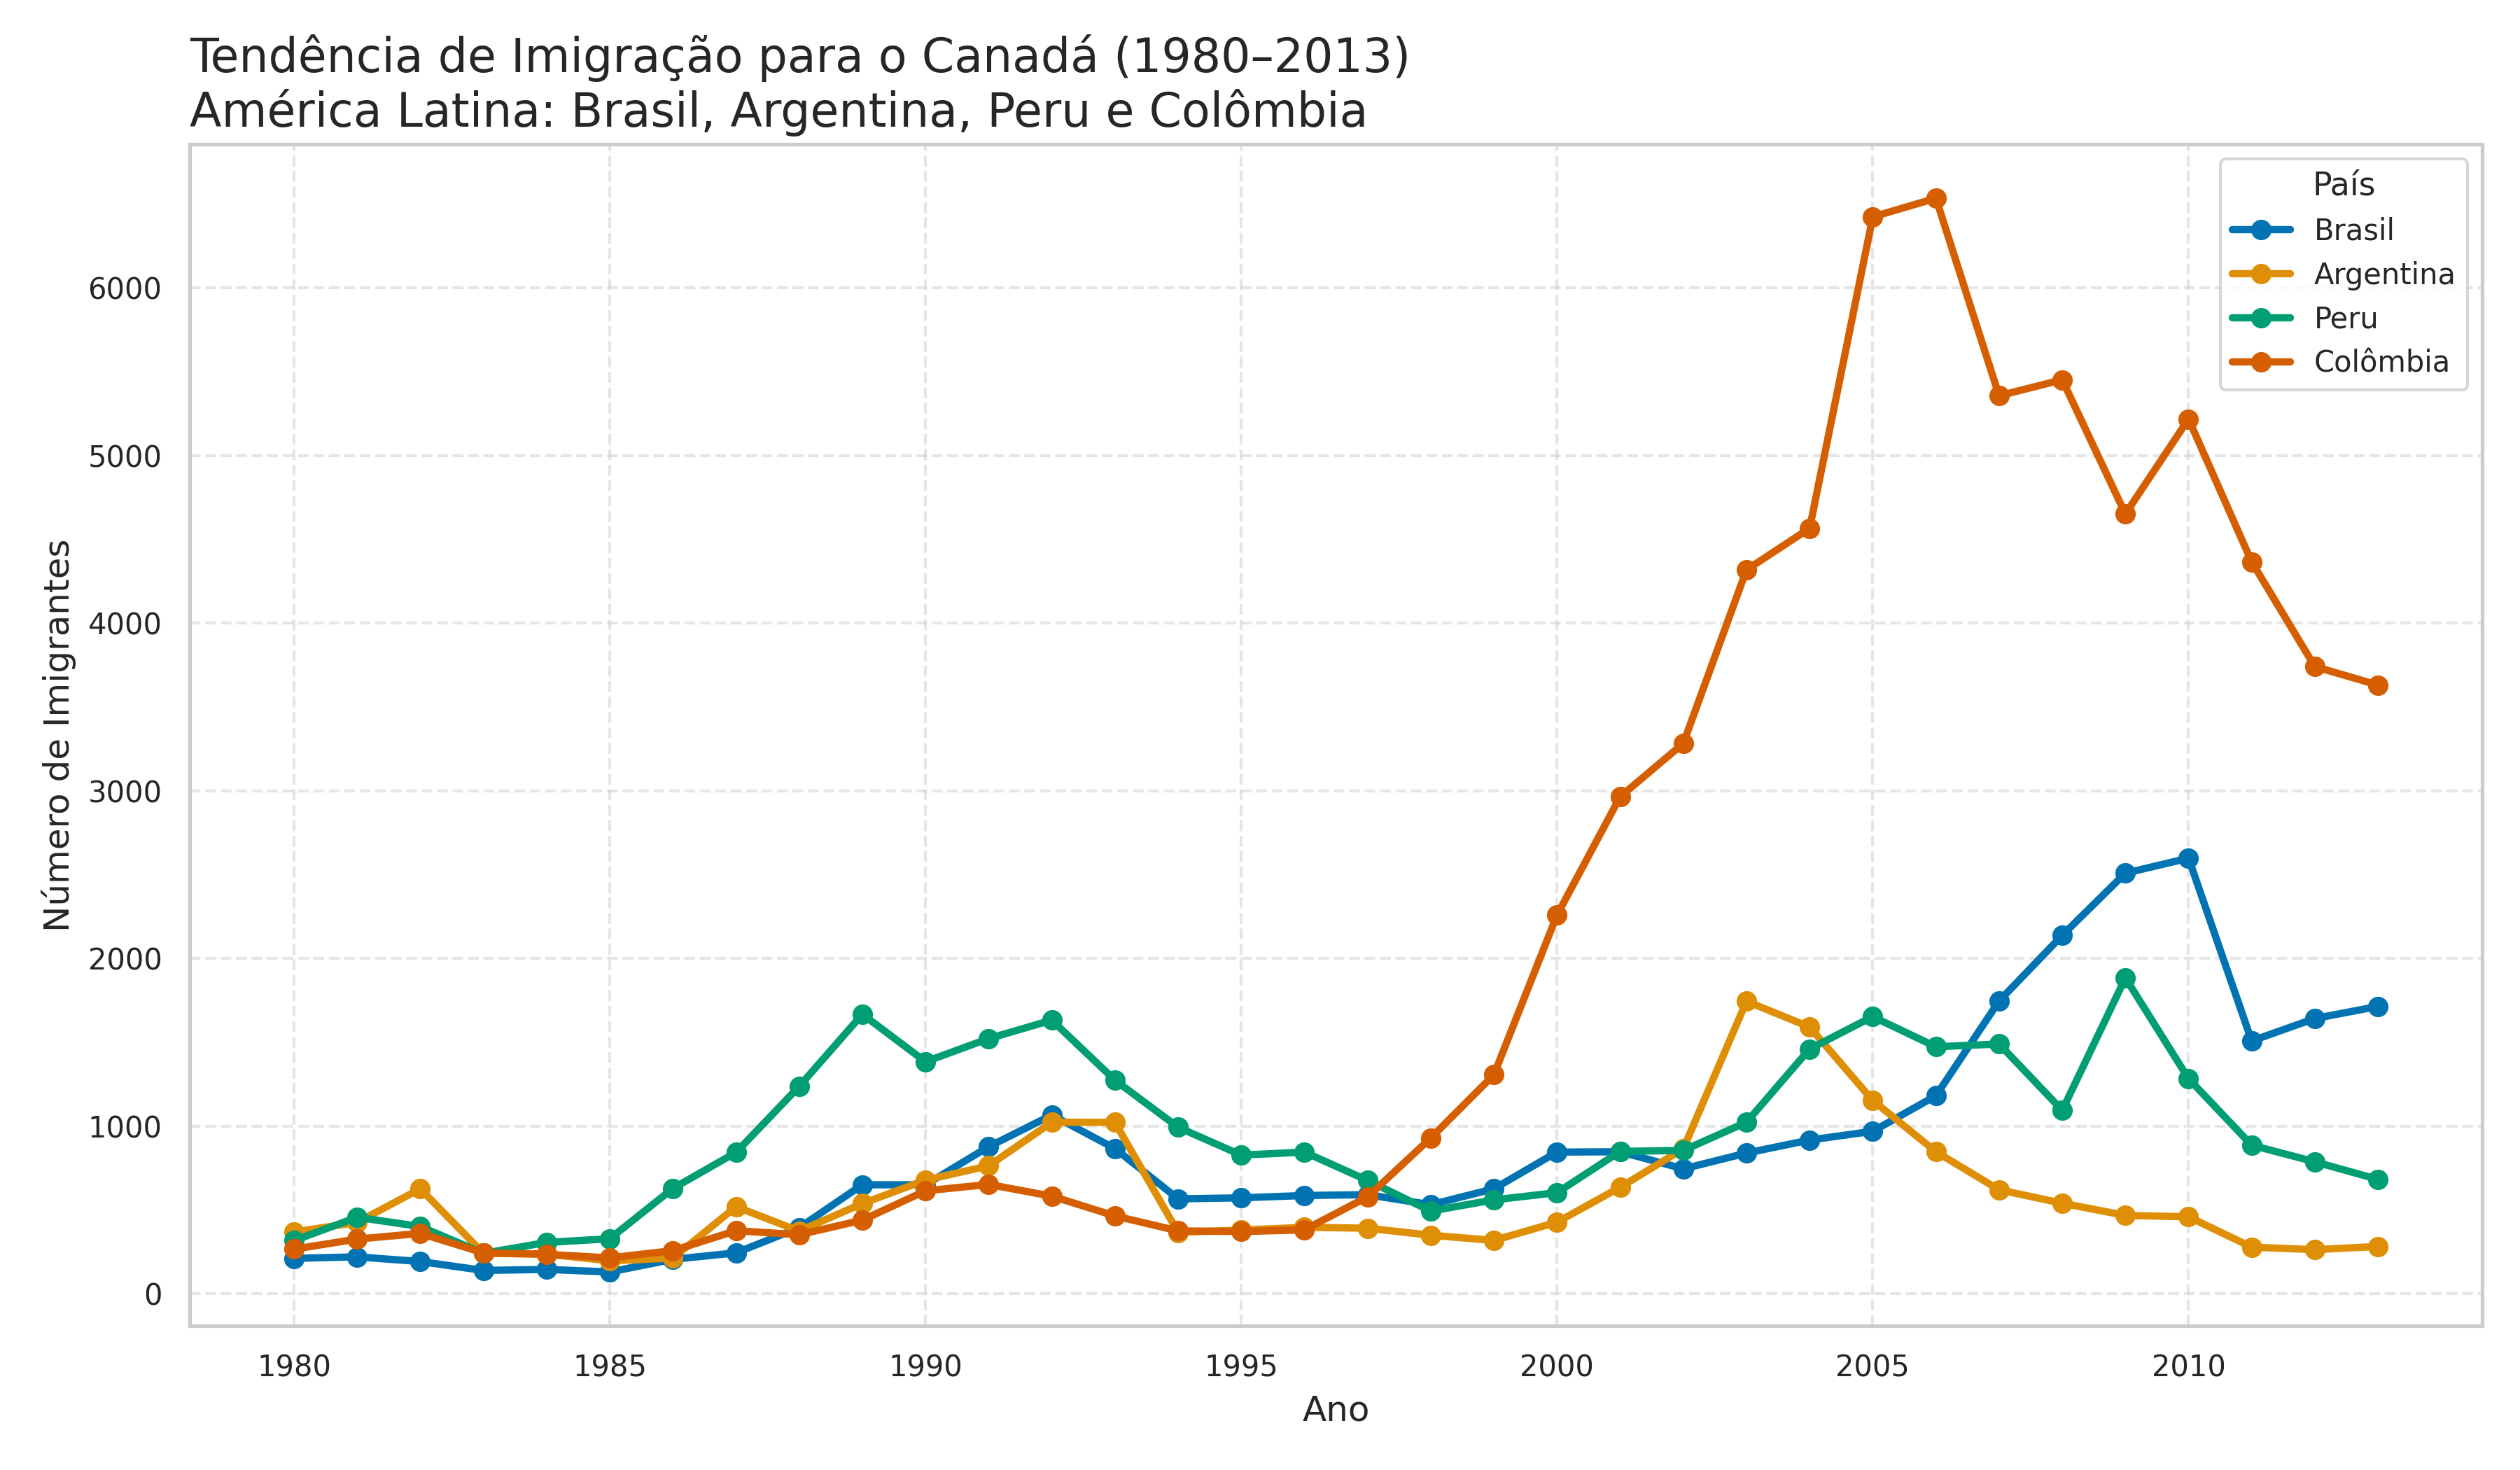 Tendência de Imigração para o Canadá (1980–2013)
América Latina: Brasil, Argentina, Peru e Colômbia
País
Brasil
Argentina
Peru
Colômbia
Número de Imigrantes
6000
5000
4000
3000
2000
1000
0
1980
1985
1990
1995
2000
2005
2010
Ano